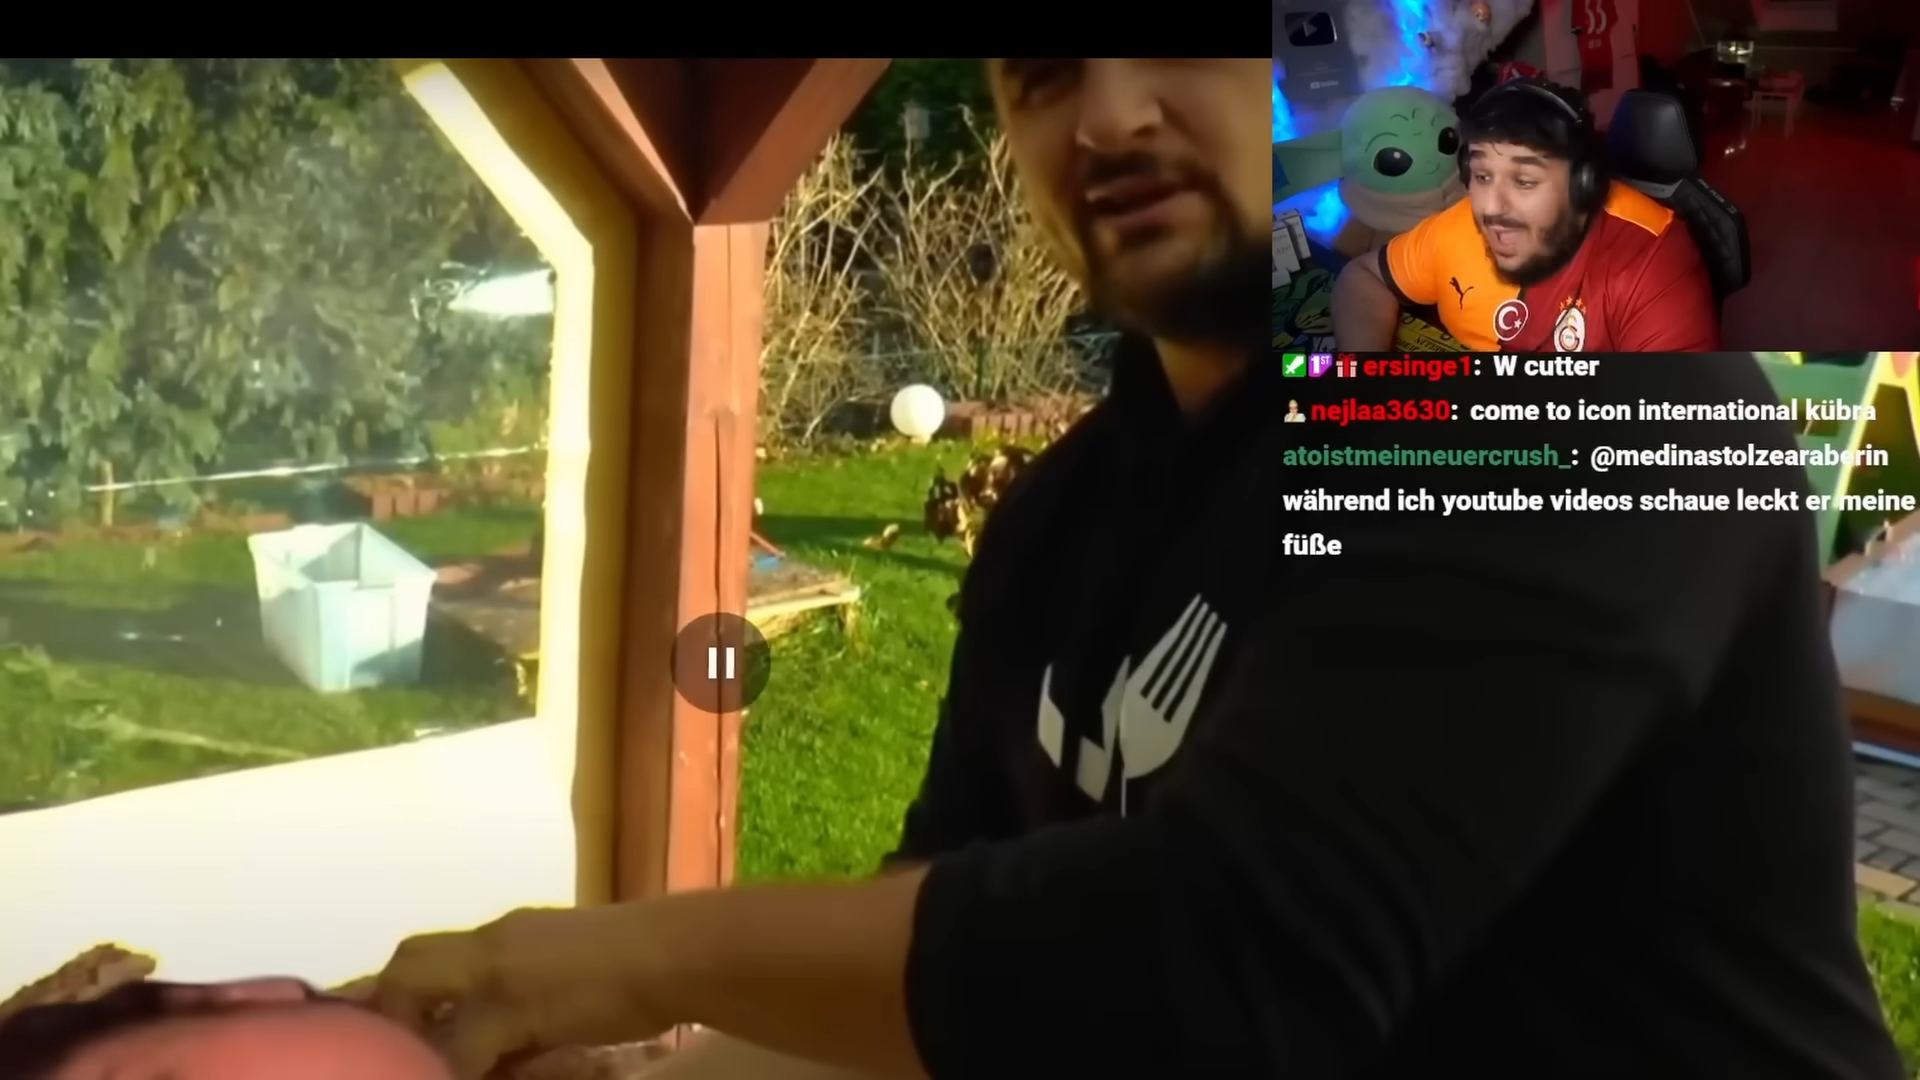 ersinge1: W cutter
nejlaa3630: come to icon international kübra
atoistmeinneuercrush_: @medinastolzearaberin
während ich youtube videos schaue leckt er meine
füße